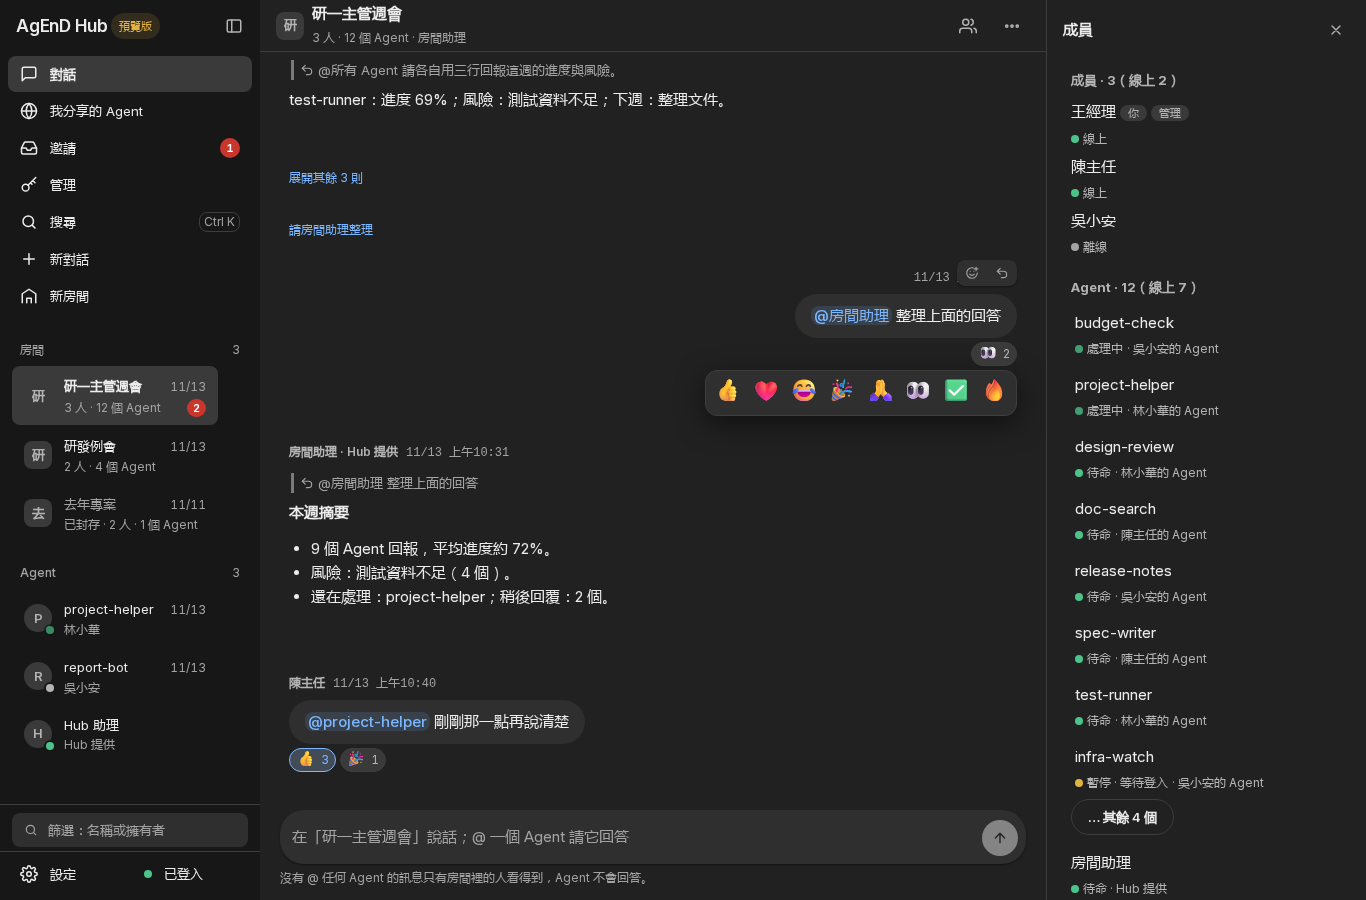 AgEnD Hub 預覽版
對話
我分享的 Agent
邀請 1
管理
搜尋 Ctrl K
新對話
新房間
房間 3
研 研一主管週會 11/13
3 人 · 12 個 Agent 2
研 研發例會 11/13
2 人 · 4 個 Agent
去 去年專案 11/11
已封存 · 2 人 · 1 個 Agent
Agent 3
P project-helper 11/13
林小華
R report-bot 11/13
吳小安
H Hub 助理
Hub 提供
篩選：名稱或擁有者
設定 已登入
研 研一主管週會
3 人 · 12 個 Agent · 房間助理
@所有 Agent 請各自用三行回報這週的進度與風險。
test-runner：進度 69%；風險：測試資料不足；下週：整理文件。
展開其餘 3 則
請房間助理整理
11/13
@房間助理 整理上面的回答
👀 2
👍 ❤️ 😂 🎉 🙏 👀 ✅ 🔥
房間助理 · Hub 提供 11/13 上午10:31
@房間助理 整理上面的回答
本週摘要
• 9 個 Agent 回報，平均進度約 72%。
• 風險：測試資料不足（4 個）。
• 還在處理：project-helper；稍後回覆：2 個。
陳主任 11/13 上午10:40
@project-helper 剛剛那一點再說清楚
👍 3 🎉 1
在「研一主管週會」說話；@ 一個 Agent 請它回答
沒有 @ 任何 Agent 的訊息只有房間裡的人看得到，Agent 不會回答。
成員
成員 · 3（線上 2）
王經理 你 管理
線上
陳主任
線上
吳小安
離線
Agent · 12（線上 7）
budget-check
處理中 · 吳小安的 Agent
project-helper
處理中 · 林小華的 Agent
design-review
待命 · 林小華的 Agent
doc-search
待命 · 陳主任的 Agent
release-notes
待命 · 吳小安的 Agent
spec-writer
待命 · 陳主任的 Agent
test-runner
待命 · 林小華的 Agent
infra-watch
暫停 · 等待登入 · 吳小安的 Agent
…其餘 4 個
房間助理
待命 · Hub 提供